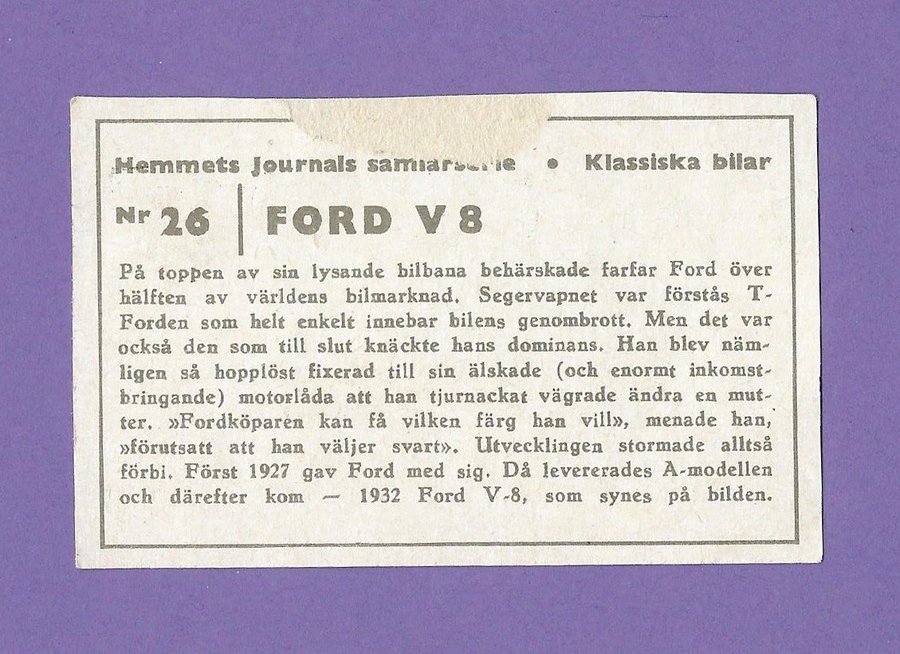 Hemmets Journals samlarserie • Klassiska bilar
Nr 26 FORD V 8
På toppen av sin lysande bilbana behärskade farfar Ford över
hälften av världens bilmarknad. Segervapnet var förstås T-
Forden som helt enkelt innebar bilens genombrott. Men det var
också den som till slut knäckte hans dominans. Han blev näm-
ligen så hopplöst fixerad till sin älskade (och enormt inkomst-
bringande) motorlåda att han tjurnackat vägrade ändra en mut-
ter. »Fordköparen kan få vilken färg han vill», menade han,
»förutsatt att han väljer svart». Utvecklingen stormade alltså
förbi. Först 1927 gav Ford med sig. Då levererades A-modellen
och därefter kom — 1932 Ford V-8, som synes på bilden.